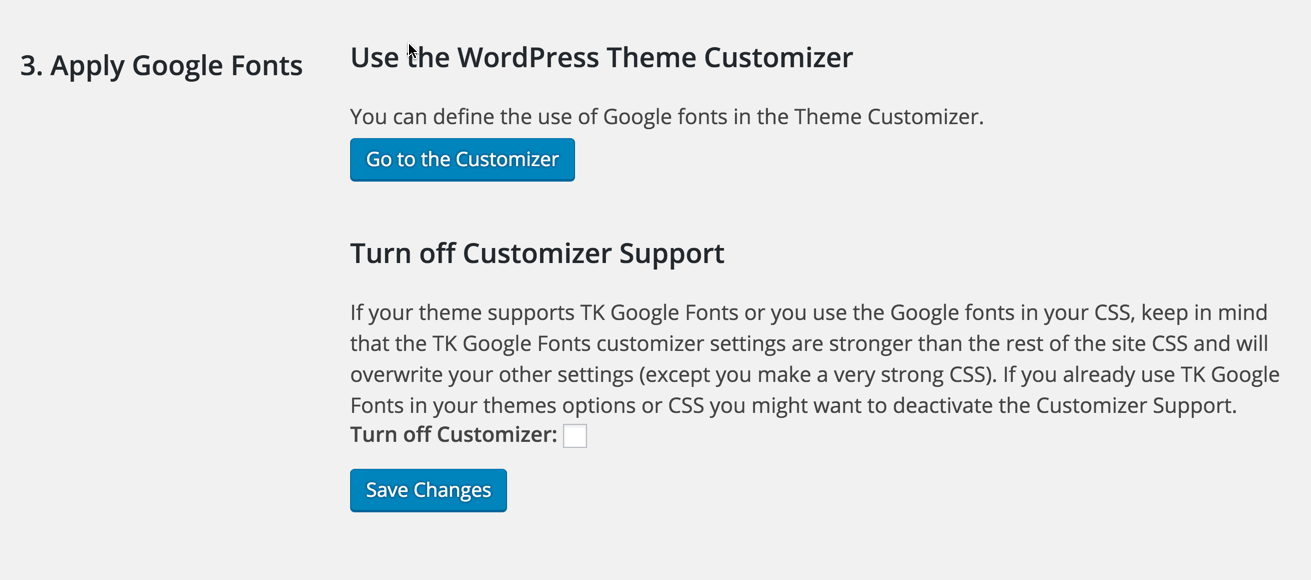 3. Apply Google Fonts
Use the WordPress Theme Customizer
You can define the use of Google fonts in the Theme Customizer.
Go to the Customizer
Turn off Customizer Support
If your theme supports TK Google Fonts or you use the Google fonts in your CSS, keep in mind
that the TK Google Fonts customizer settings are stronger than the rest of the site CSS and will
overwrite your other settings (except you make a very strong CSS). If you already use TK Google
Fonts in your themes options or CSS you might want to deactivate the Customizer Support.
Turn off Customizer:
Save Changes